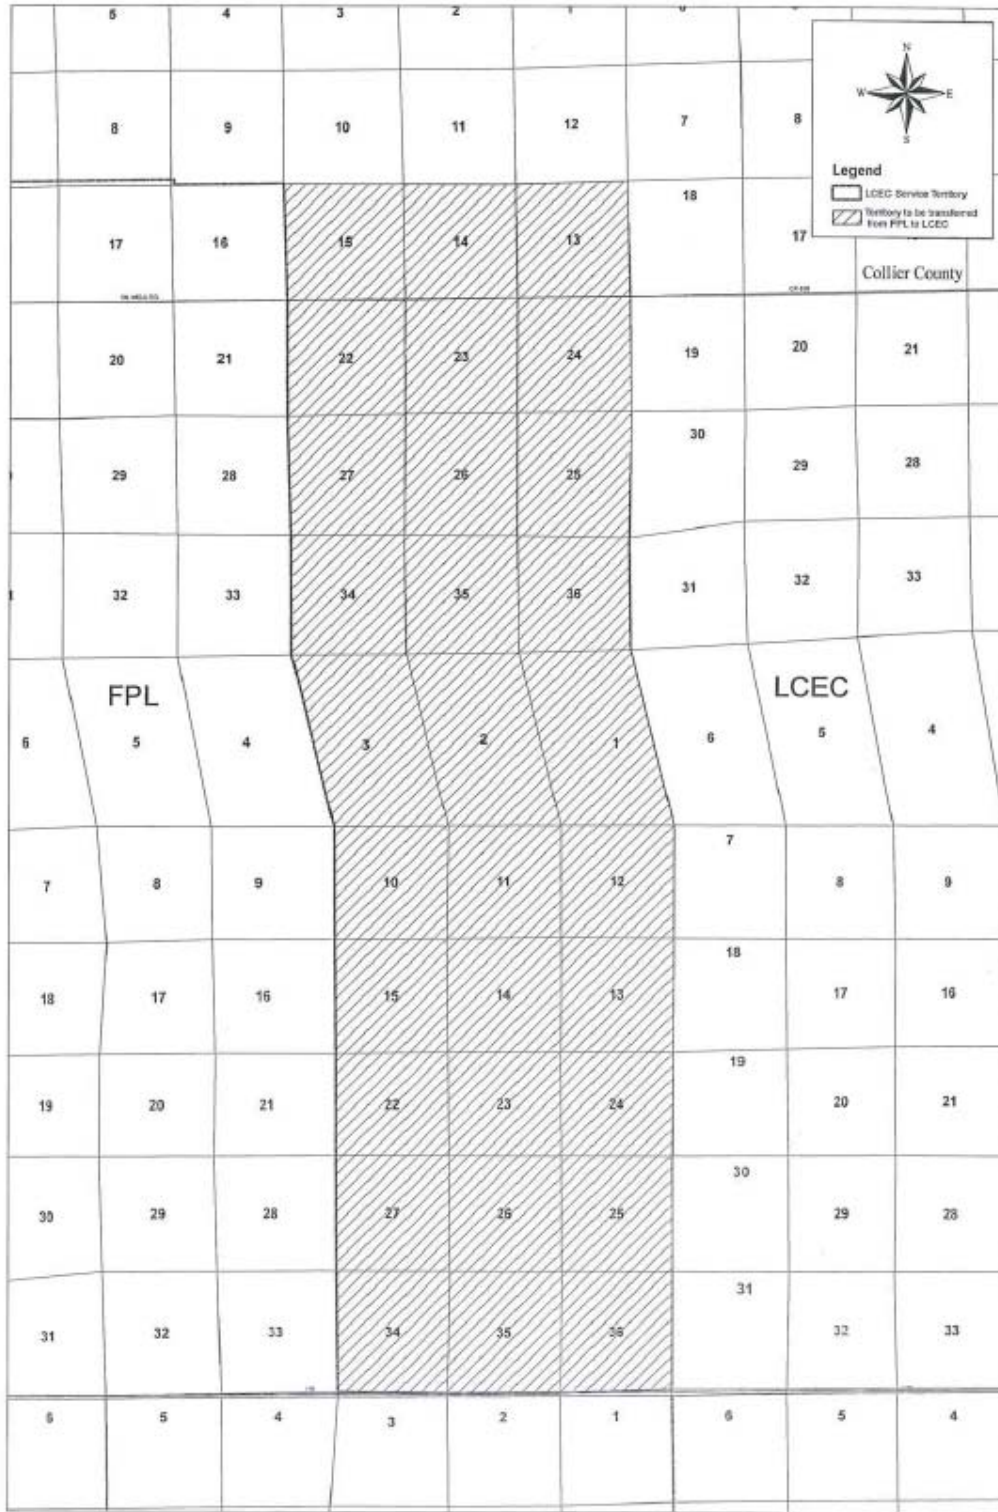 5 4 3 2 1 6
N
W E
S
8 9 10 11 12 7 8
Legend
LCEC Service Territory
Territory to be transferred
from FPL to LCEC
17 16 15 14 13 18 17
Collier County
20 21 22 23 24 19 20 21
29 28 27 26 25 30 29 28
32 33 34 35 36 31 32 33
FPL LCEC
6 5 4 3 2 1 6 5 4
7 8 9 10 11 12 7 8 9
18 17 16 15 14 13 18 17 16
19 20 21 22 23 24 19 20 21
30 29 28 27 26 25 30 29 28
31 32 33 34 35 36 31 32 33
6 5 4 3 2 1 6 5 4